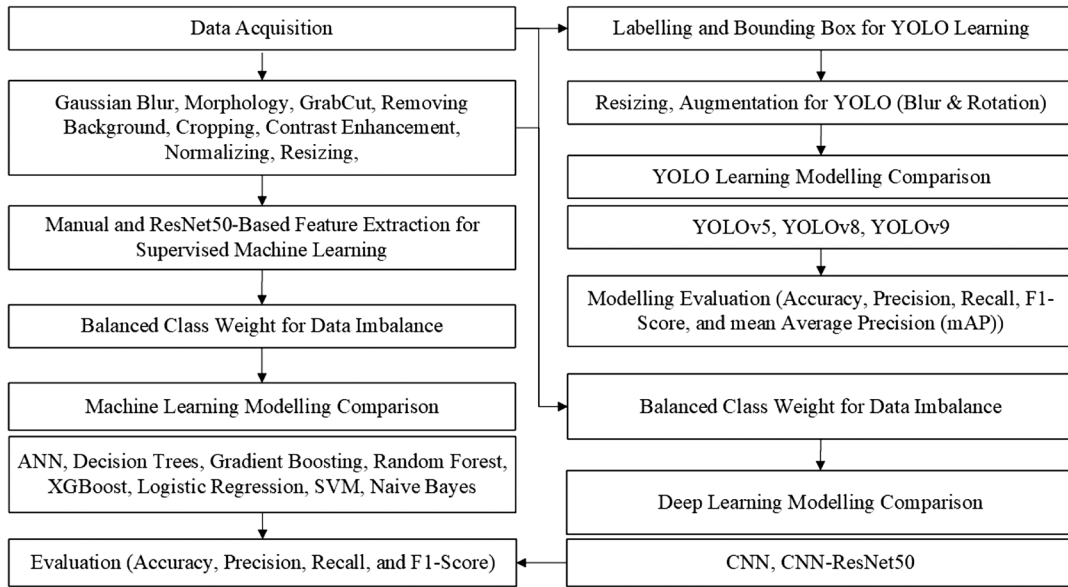 Data Acquisition
Gaussian Blur, Morphology, GrabCut, Removing
Background, Cropping, Contrast Enhancement,
Normalizing, Resizing,
Manual and ResNet50-Based Feature Extraction for
Supervised Machine Learning
Balanced Class Weight for Data Imbalance
Machine Learning Modelling Comparison
ANN, Decision Trees, Gradient Boosting, Random Forest,
XGBoost, Logistic Regression, SVM, Naive Bayes
Evaluation (Accuracy, Precision, Recall, and F1-Score)
Labelling and Bounding Box for YOLO Learning
Resizing, Augmentation for YOLO (Blur & Rotation)
YOLO Learning Modelling Comparison
YOLOv5, YOLOv8, YOLOv9
Modelling Evaluation (Accuracy, Precision, Recall, F1-
Score, and mean Average Precision (mAP))
Balanced Class Weight for Data Imbalance
Deep Learning Modelling Comparison
CNN, CNN-ResNet50